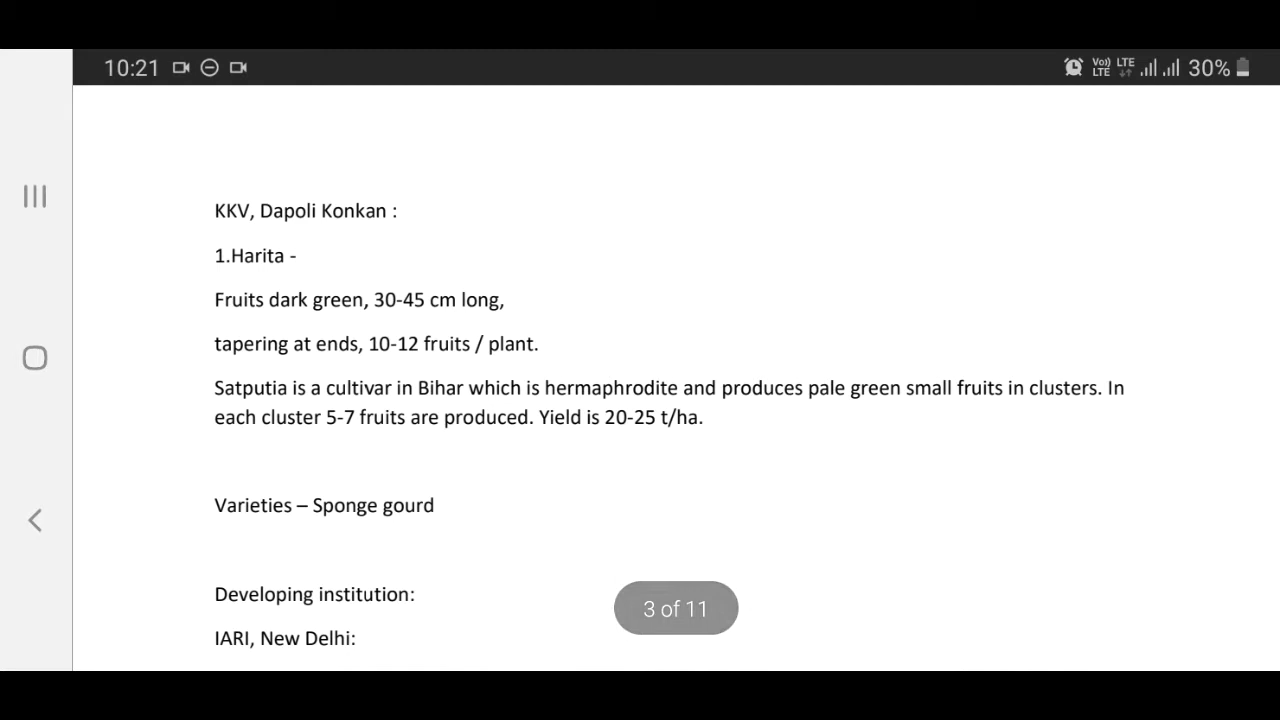 10:21
Vo)) LTE LTE 30%
KKV, Dapoli Konkan :
1.Harita -
Fruits dark green, 30-45 cm long,
tapering at ends, 10-12 fruits / plant.
Satputia is a cultivar in Bihar which is hermaphrodite and produces pale green small fruits in clusters. In
each cluster 5-7 fruits are produced. Yield is 20-25 t/ha.
Varieties – Sponge gourd
Developing institution:
3 of 11
IARI, New Delhi: